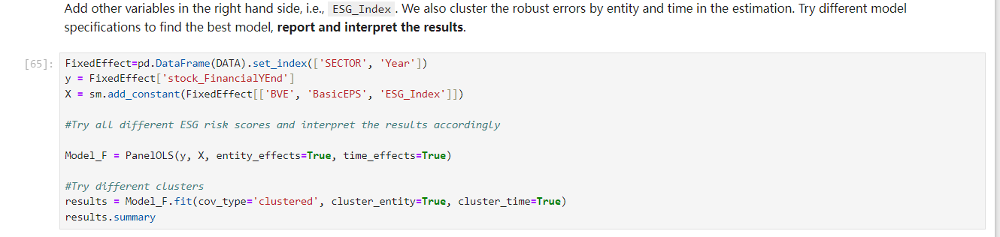 Add other variables in the right hand side, i.e., ESG_Index . We also cluster the robust errors by entity and time in the estimation. Try different model
specifications to find the best model, report and interpret the results.
[65]: FixedEffect=pd.DataFrame(DATA).set_index(['SECTOR', 'Year'])
y = FixedEffect['stock_FinancialYEnd']
X = sm.add_constant(FixedEffect[['BVE', 'BasicEPS', 'ESG_Index']])
#Try all different ESG risk scores and interpret the results accordingly
Model_F = PanelOLS(y, X, entity_effects=True, time_effects=True)
#Try different clusters
results = Model_F.fit(cov_type='clustered', cluster_entity=True, cluster_time=True)
results.summary